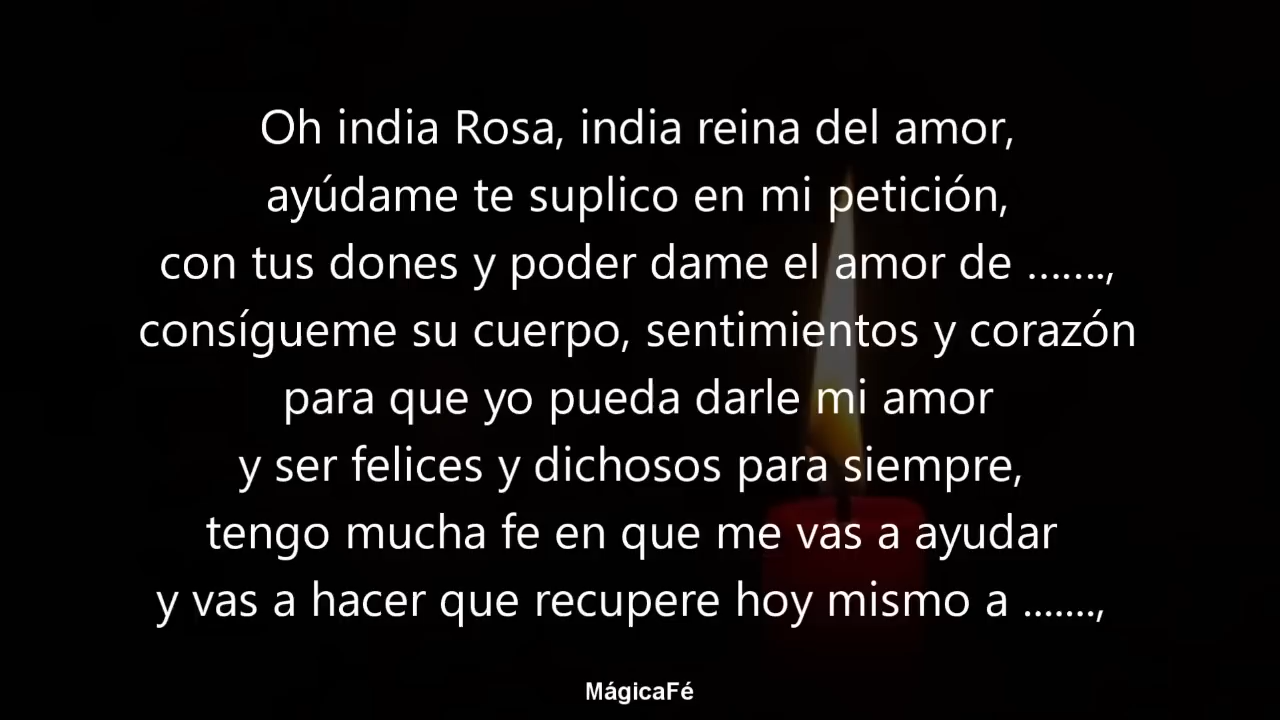 Oh india Rosa, india reina del amor,
ayúdame te suplico en mi petición,
con tus dones y poder dame el amor de .......,
consígueme su cuerpo, sentimientos y corazón
para que yo pueda darle mi amor
y ser felices y dichosos para siempre,
tengo mucha fe en que me vas a ayudar
y vas a hacer que recupere hoy mismo a .......,
MágicaFé